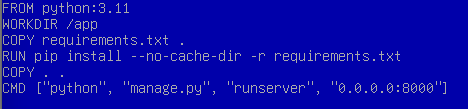 FROM python:3.11
WORKDIR /app
COPY requirements.txt .
RUN pip install --no-cache-dir -r requirements.txt
COPY . .
CMD ["python", "manage.py", "runserver", "0.0.0.0:8000"]